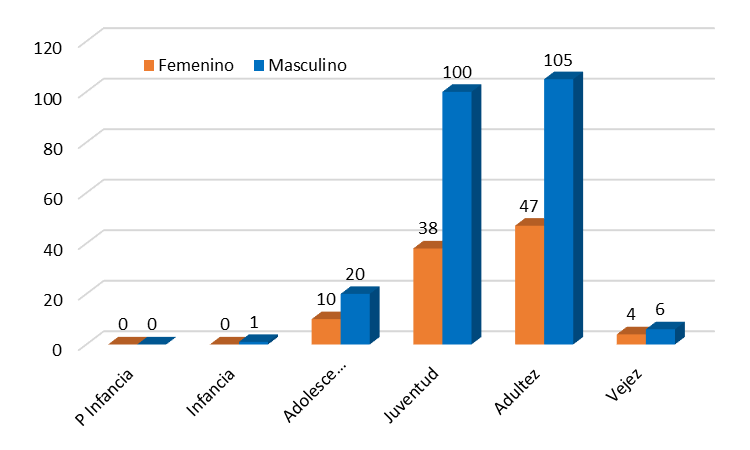 120
100
80
60
40
20
0
Femenino Masculino
0 0
0 1
10 20
38 100
47 105
4 6
P Infancia
Infancia
Adolesce...
Juventud
Adultez
Vejez